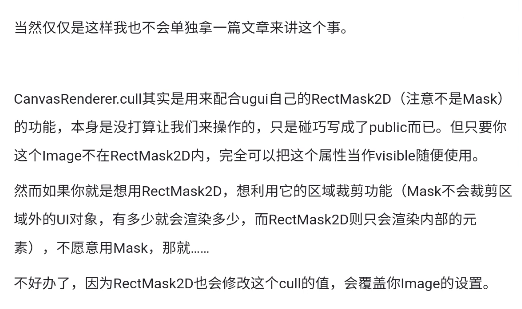 当然仅仅是这样我也不会单独拿一篇文章来讲这个事。
CanvasRenderer.cull其实是用来配合ugui自己的RectMask2D（注意不是Mask）
的功能，本身是没打算让我们来操作的，只是碰巧写成了public而已。但只要你
这个Image不在RectMask2D内，完全可以把这个属性当作visible随便使用。
然而如果你就是想用RectMask2D，想利用它的区域裁剪功能（Mask不会裁剪区
域外的UI对象，有多少就会渲染多少，而RectMask2D则只会渲染内部的元
素），不愿意用Mask，那就……
不好办了，因为RectMask2D也会修改这个cull的值，会覆盖你Image的设置。